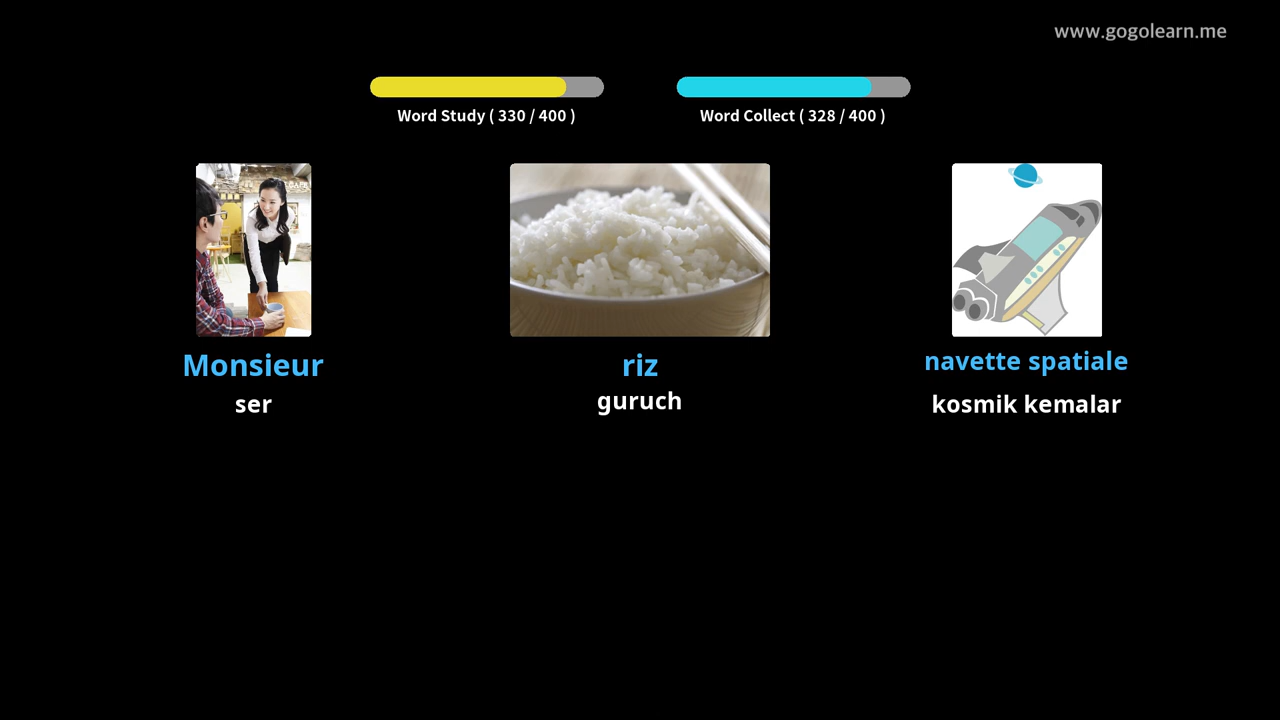 www.gogolearn.me
Word Study ( 330 / 400 )
Word Collect ( 328 / 400 )
Monsieur
ser
riz
guruch
navette spatiale
kosmik kemalar